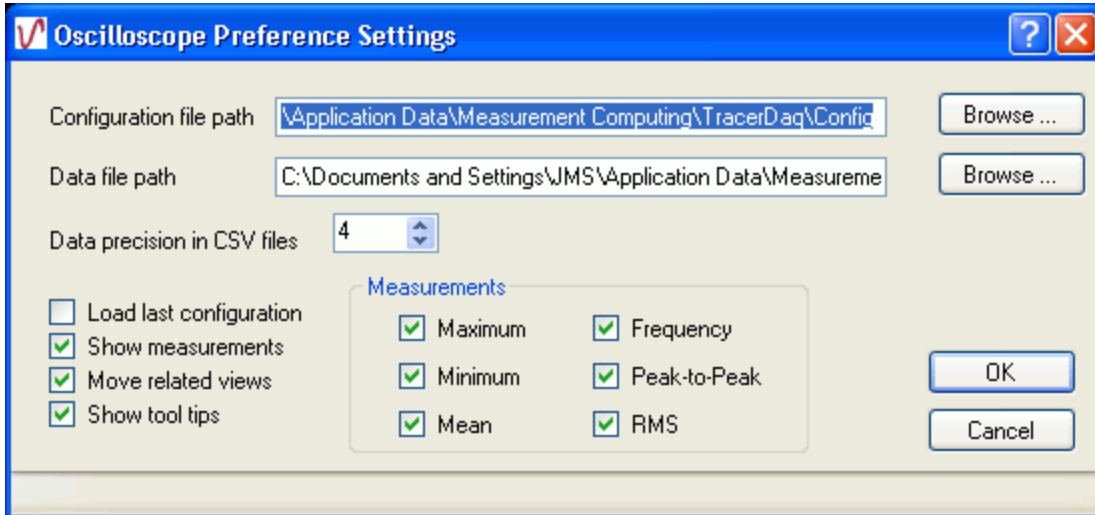 Oscilloscope Preference Settings
Configuration file path \Application Data\Measurement Computing\TracerDaq\Config Browse ...
Data file path C:\Documents and Settings\JMS\Application Data\Measureme Browse ...
Data precision in CSV files 4
Measurements
Load last configuration
Show measurements
Move related views
Show tool tips
Maximum Frequency
Minimum Peak-to-Peak
Mean RMS
OK
Cancel